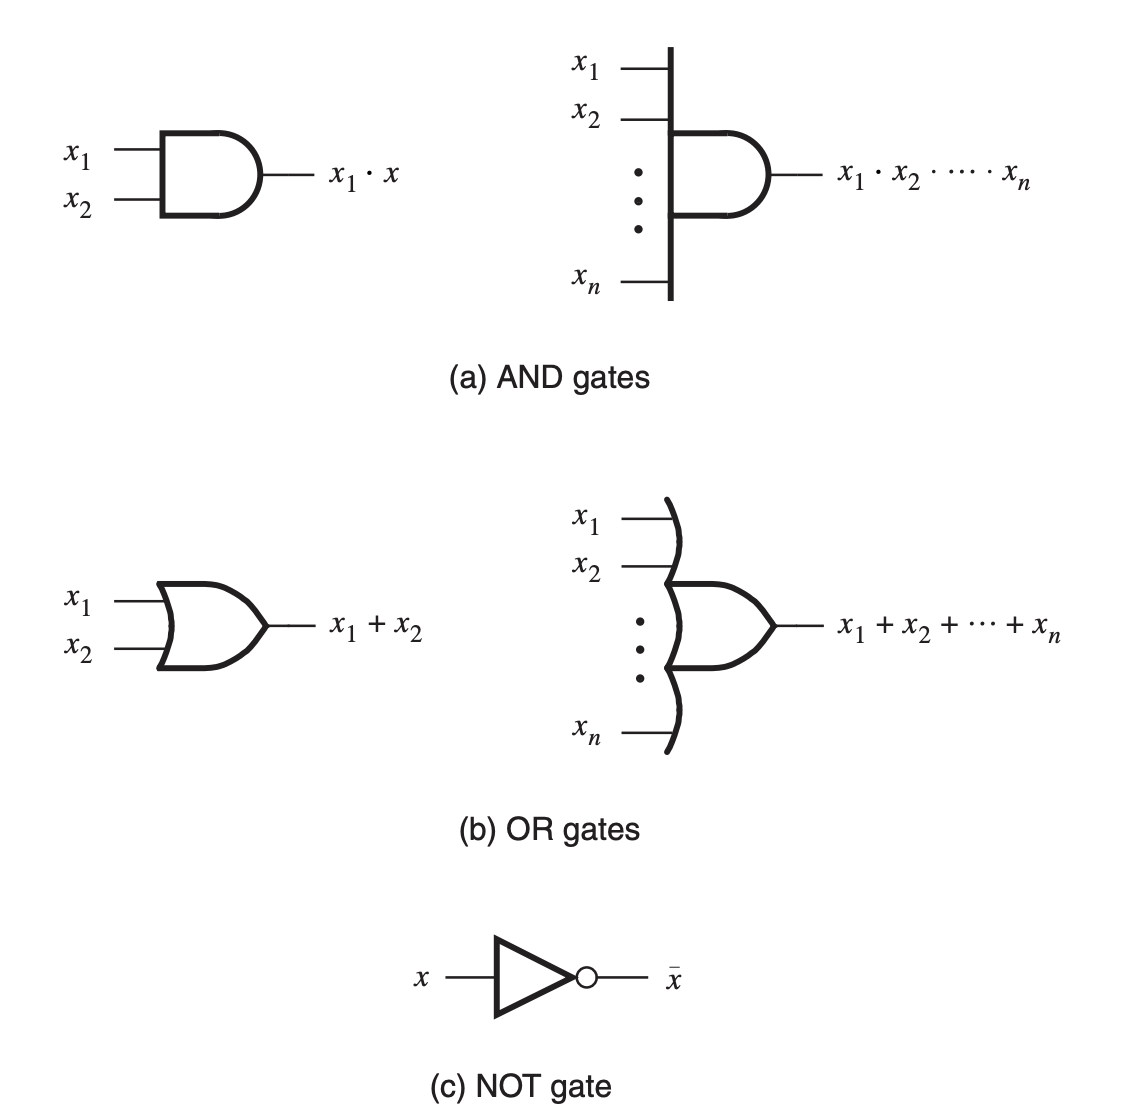 x₁
x₂
x₁ · x
x₁
x₂
xₙ
x₁ · x₂ · ⋯ · xₙ
(a) AND gates
x₁
x₂
x₁ + x₂
x₁
x₂
xₙ
x₁ + x₂ + ⋯ + xₙ
(b) OR gates
x
x̄
(c) NOT gate